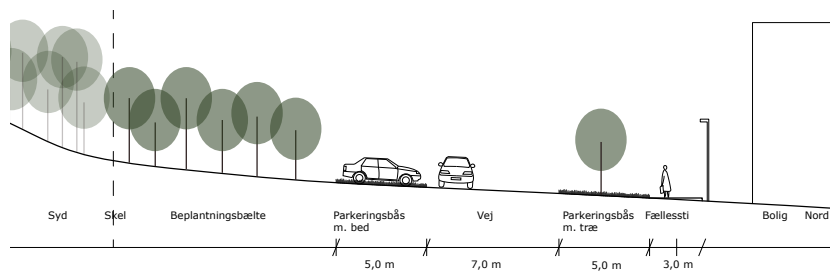 Syd Skel Beplantningsbælte Parkeringsbås Vej Parkeringsbås Fællessti Bolig Nord
m. bed m. træ
5,0 m 7,0 m 5,0 m 3,0 m